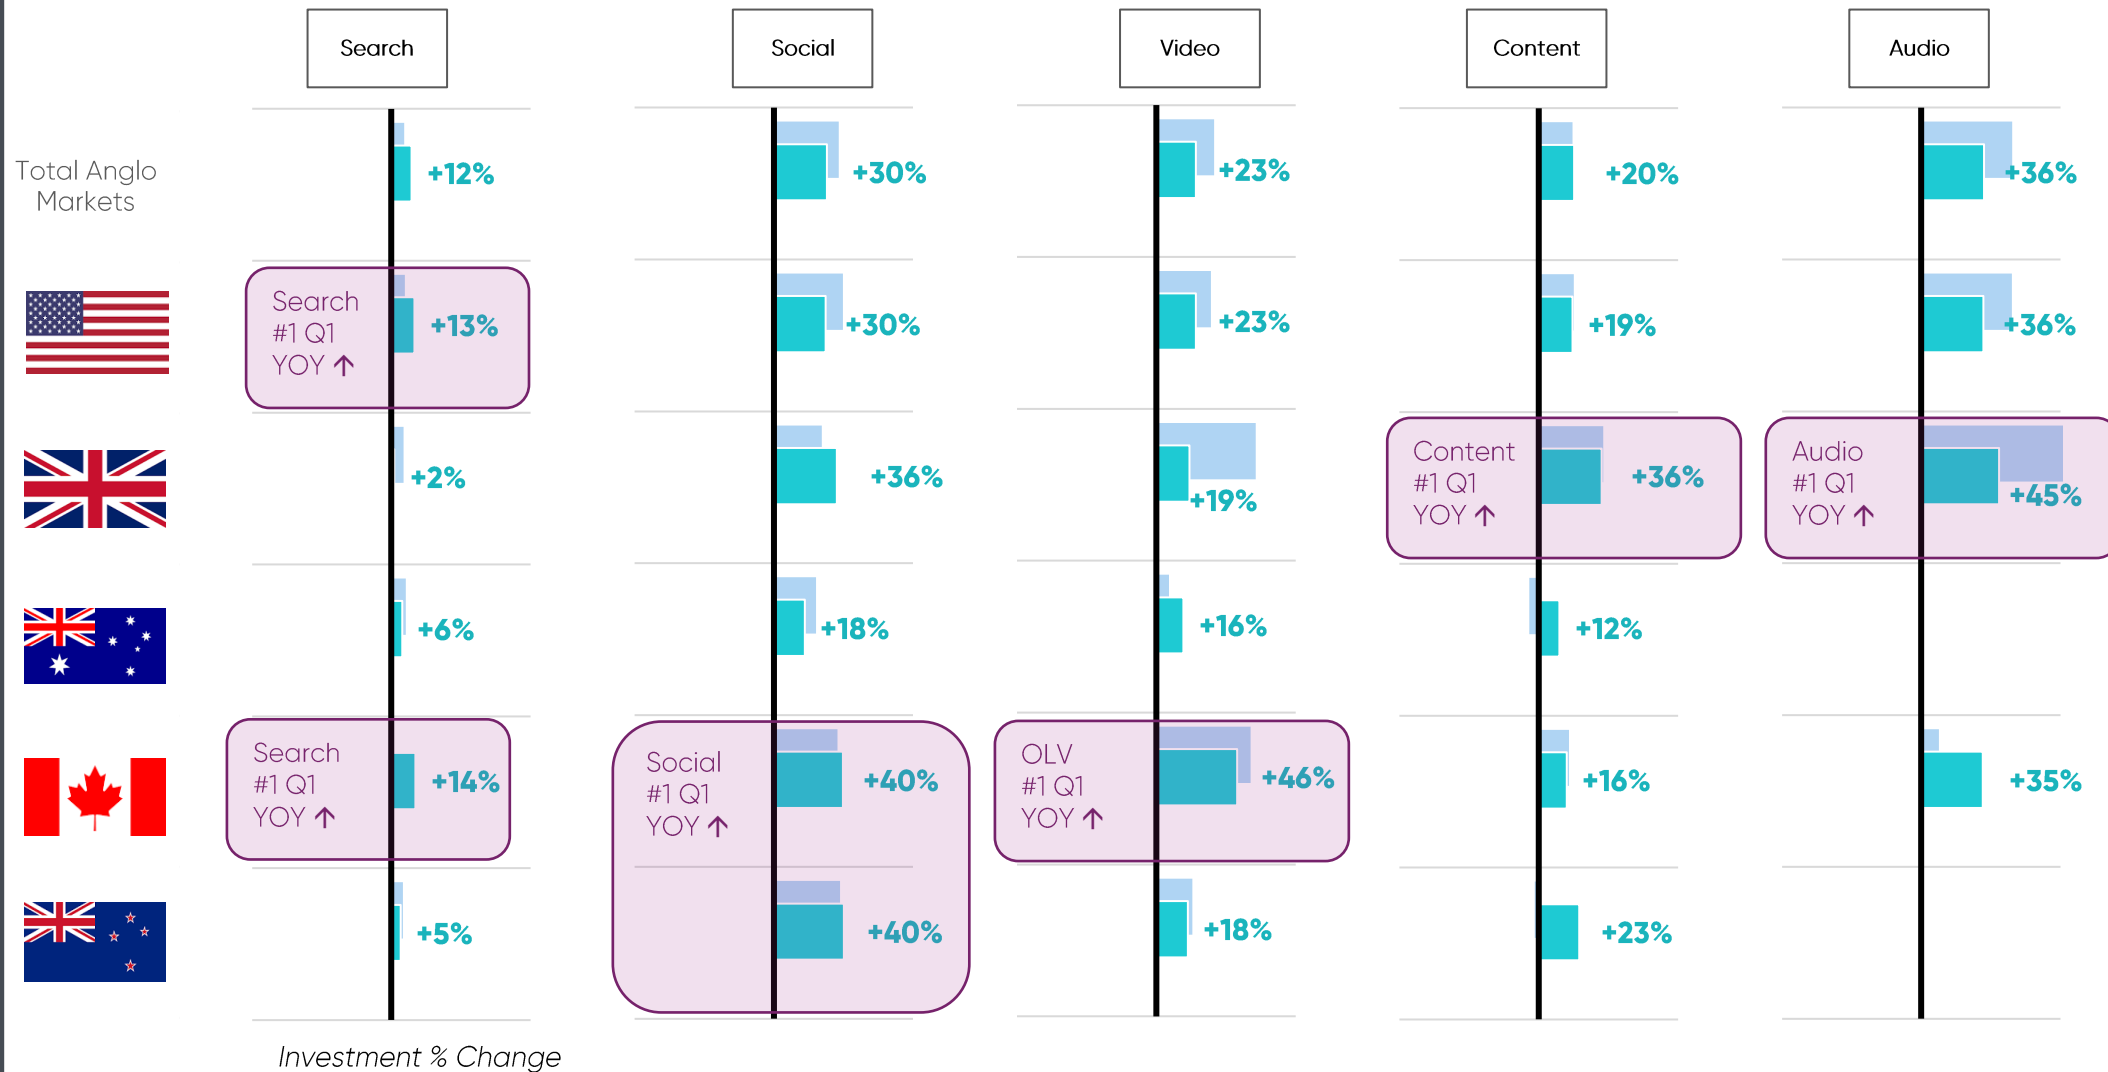 Search
Social
Video
Content
Audio
Total Anglo
Markets
+12%
+30%
+23%
+20%
+36%
Search
#1 Q1
YOY ↑
+13%
+30%
+23%
+19%
+36%
+2%
+36%
+19%
Content
#1 Q1
YOY ↑
+36%
Audio
#1 Q1
YOY ↑
+45%
+6%
+18%
+16%
+12%
Search
#1 Q1
YOY ↑
+14%
Social
#1 Q1
YOY ↑
+40%
OLV
#1 Q1
YOY ↑
+46%
+16%
+35%
+5%
+40%
+18%
+23%
Investment % Change